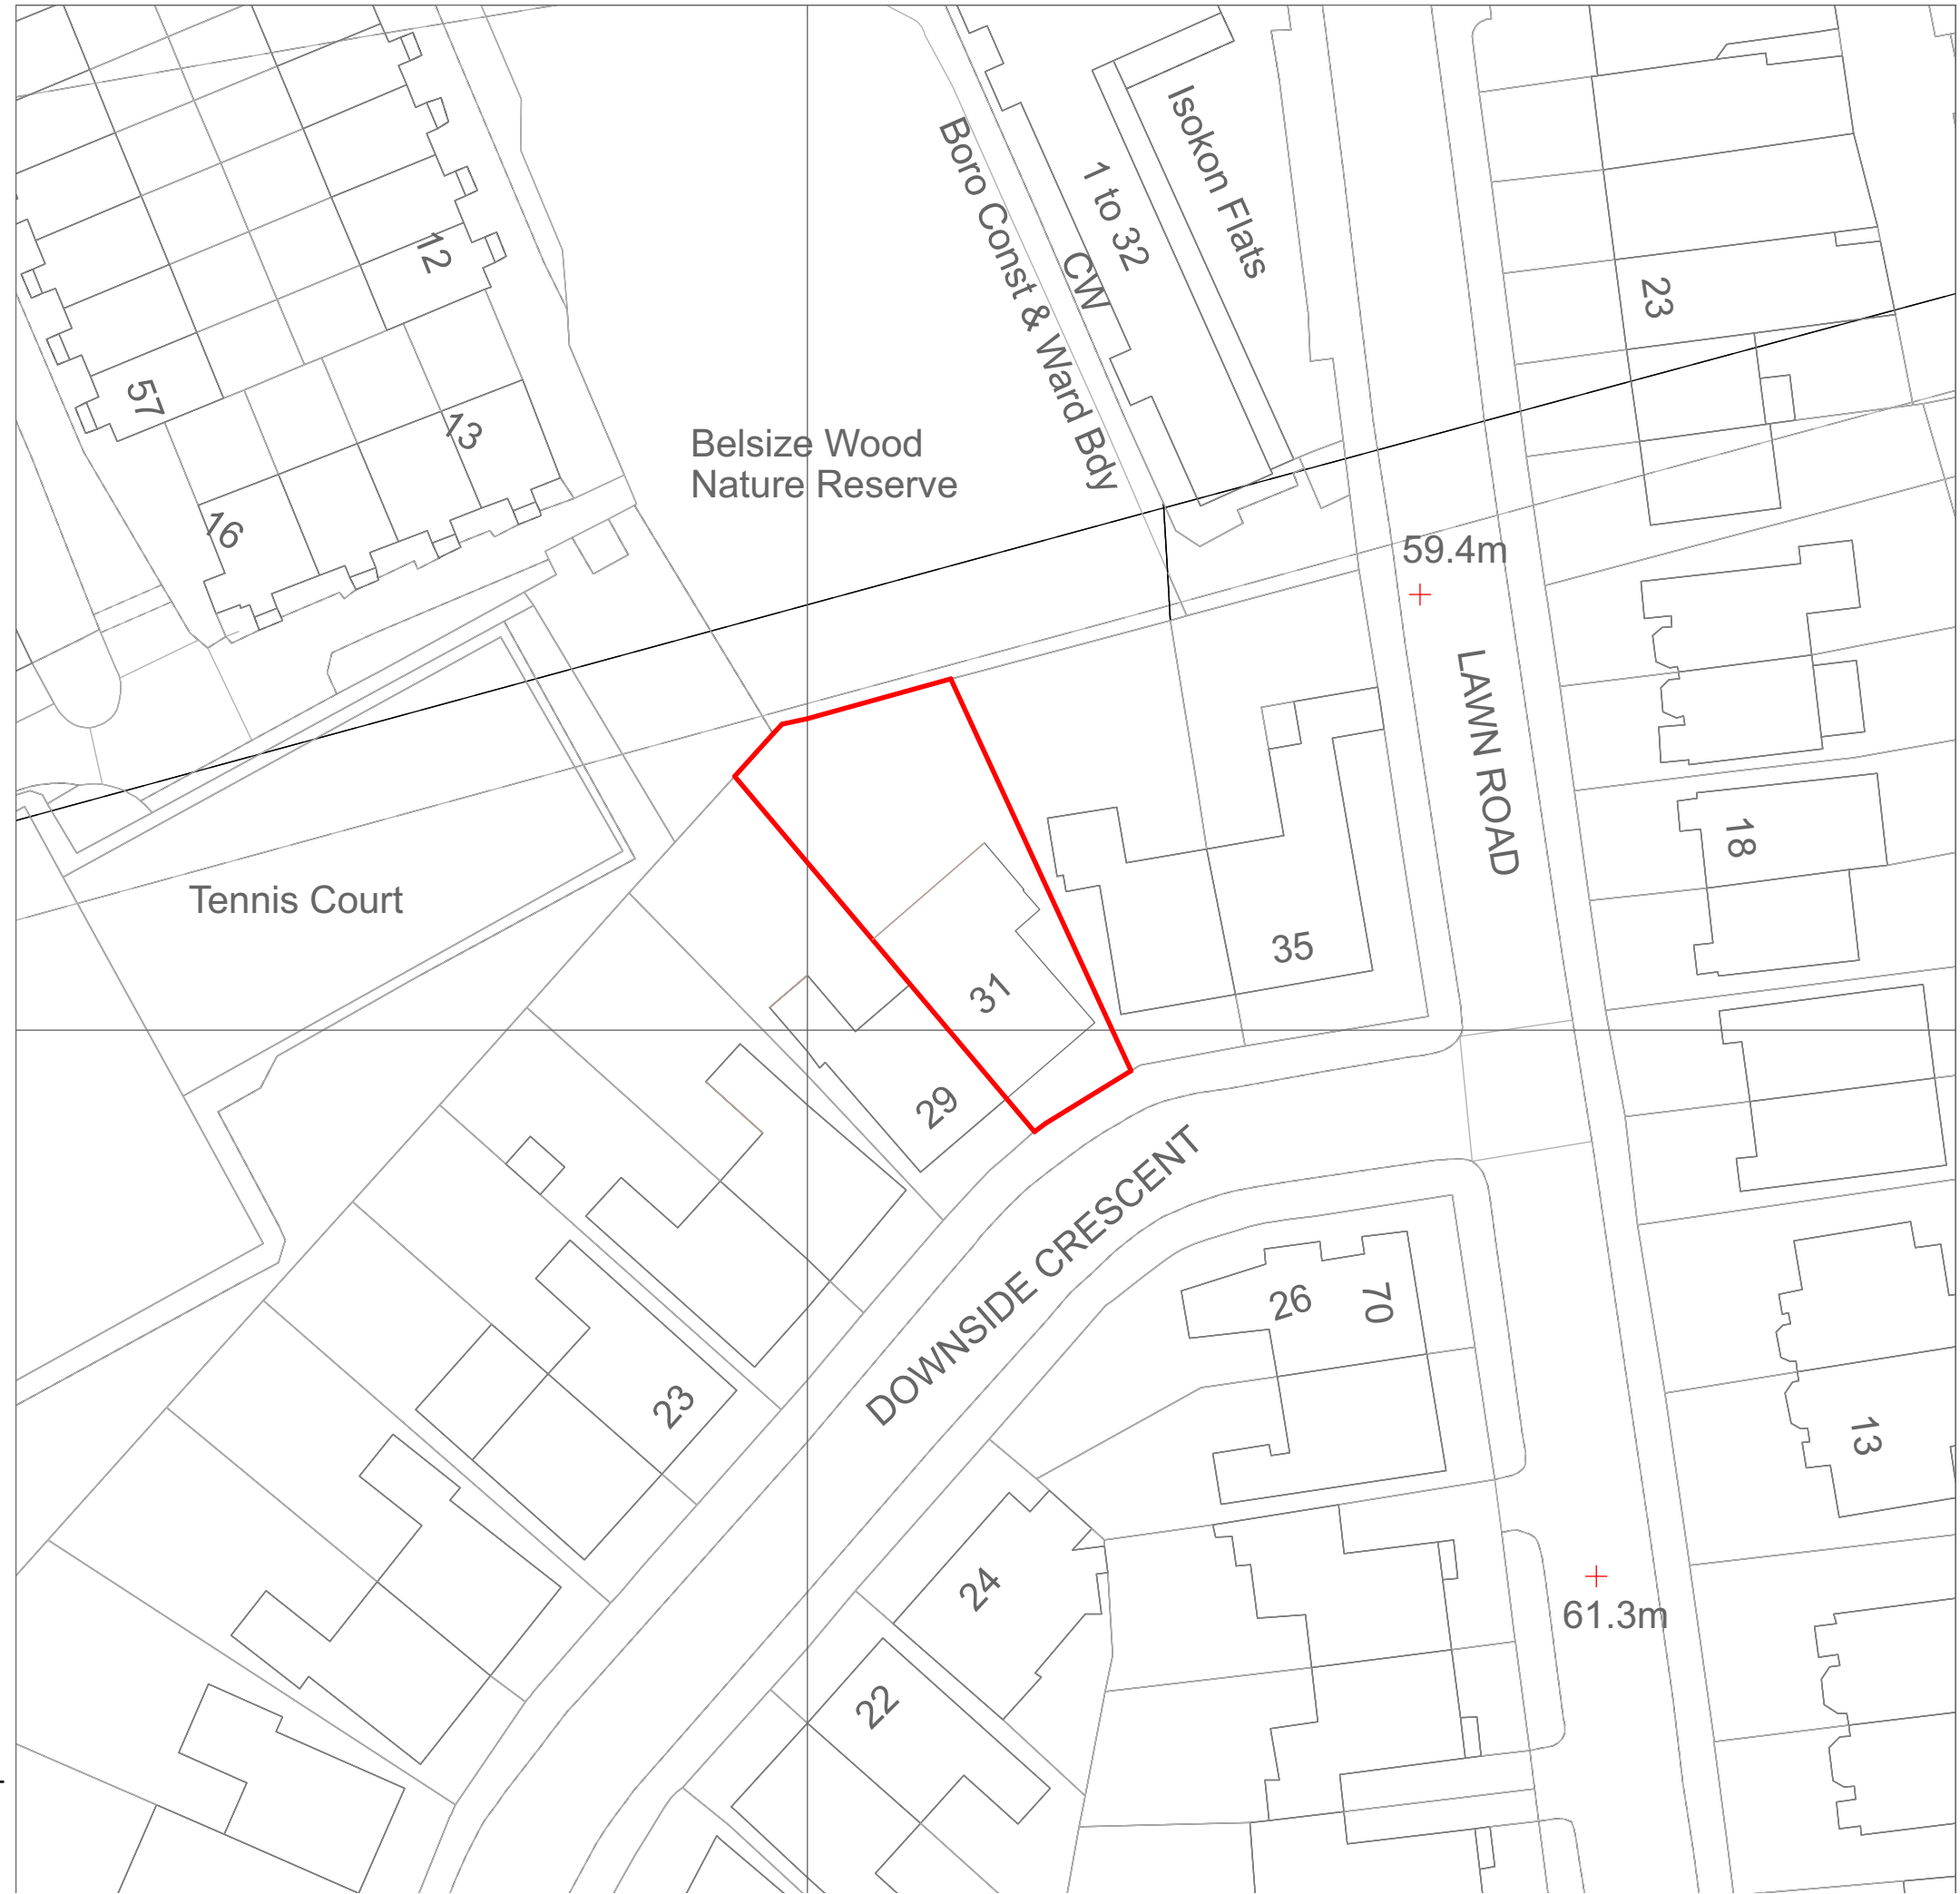 Isokon Flats
1 to 32
Boro Const & Ward Bdy
CW
12
23
57
13
Belsize Wood
Nature Reserve
16
59.4m
LAWN ROAD
18
Tennis Court
35
31
29
DOWNSIDE CRESCENT
26
70
23
13
24
61.3m
22